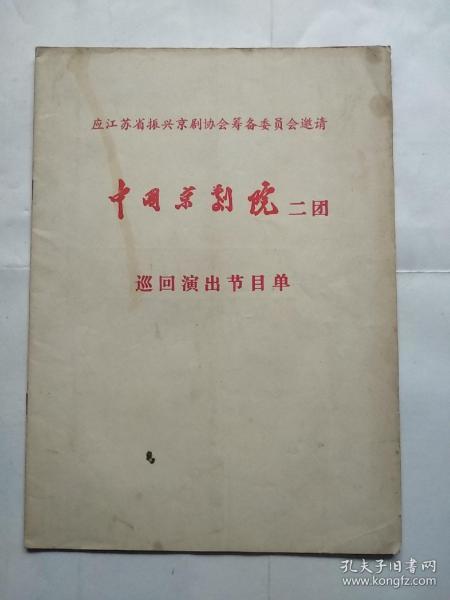 应江苏省振兴京剧协会筹备委员会邀请
中国京剧院二团
巡回演出节目单
孔夫子旧书网
www.kongfz.com